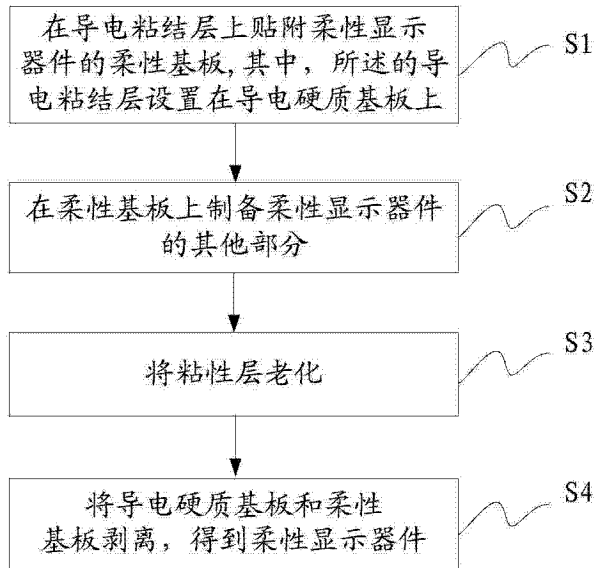 在导电粘结层上贴附柔性显示
器件的柔性基板,其中，所述的导
电粘结层设置在导电硬质基板上
S1
在柔性基板上制备柔性显示器件
的其他部分
S2
将粘性层老化
S3
将导电硬质基板和柔性
基板剥离，得到柔性显示器件
S4